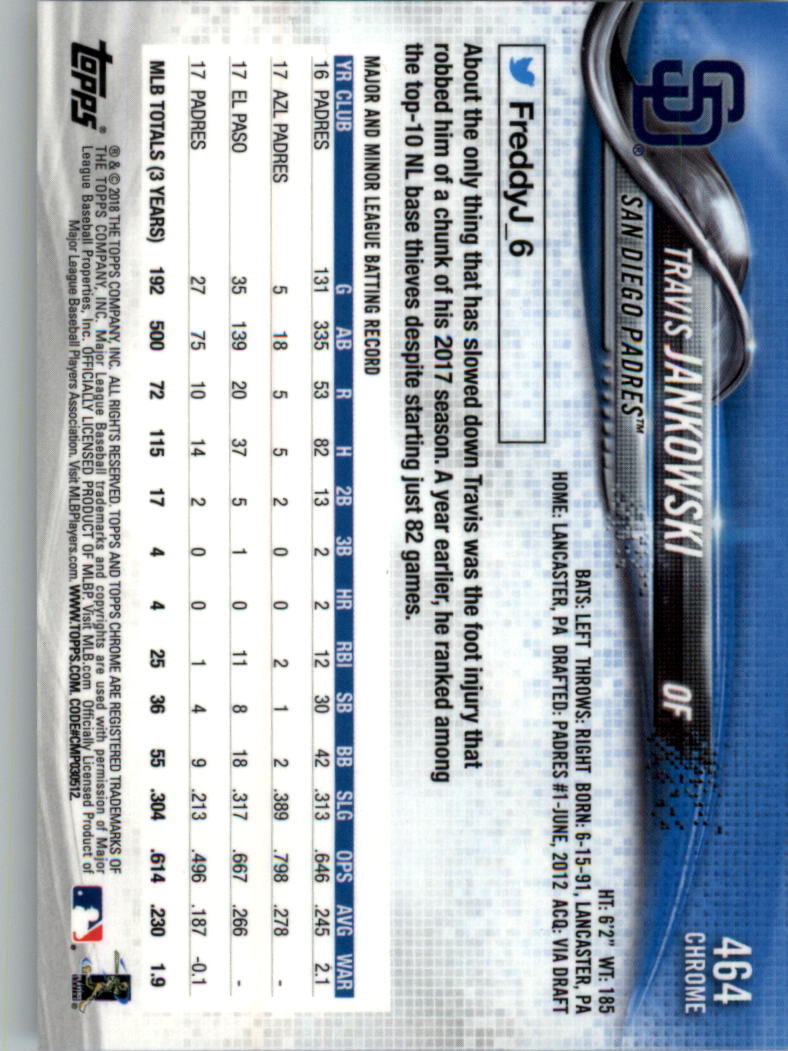 464
CHROME
SD®
TRAVIS JANKOWSKI OF
SAN DIEGO PADRES™
HT: 6'2" WT: 185
BATS: LEFT THROWS: RIGHT BORN: 6-15-91, LANCASTER, PA
HOME: LANCASTER, PA DRAFTED: PADRES #1-JUNE, 2012 ACQ: VIA DRAFT
FreddyJ_6
About the only thing that has slowed down Travis was the foot injury that
robbed him of a chunk of his 2017 season. A year earlier, he ranked among
the top-10 NL base thieves despite starting just 82 games.
MAJOR AND MINOR LEAGUE BATTING RECORD
YR CLUB G AB R H 2B 3B HR RBI SB BB SLG OPS AVG WAR
16 PADRES 131 335 53 82 13 2 2 12 30 42 .313 .646 .245 2.1
17 AZL PADRES 5 18 5 5 2 0 0 2 1 2 .389 .798 .278 -
17 EL PASO 35 139 20 37 5 1 0 11 8 18 .317 .667 .266 -
17 PADRES 27 75 10 14 2 0 0 1 4 9 .213 .496 .187 -0.1
MLB TOTALS (3 YEARS) 192 500 72 115 17 4 4 25 36 55 .304 .614 .230 1.9
topps®
® & © 2018 THE TOPPS COMPANY, INC. ALL RIGHTS RESERVED. TOPPS AND TOPPS CHROME ARE REGISTERED TRADEMARKS OF
THE TOPPS COMPANY, INC. Major League Baseball trademarks and copyrights are used with permission of Major
League Baseball Properties, Inc. OFFICIALLY LICENSED PRODUCT OF MLBP. Visit MLB.com Officially Licensed Product of
Major League Baseball Players Association. Visit MLBPlayers.com. WWW.TOPPS.COM. CODE#CMP030512.